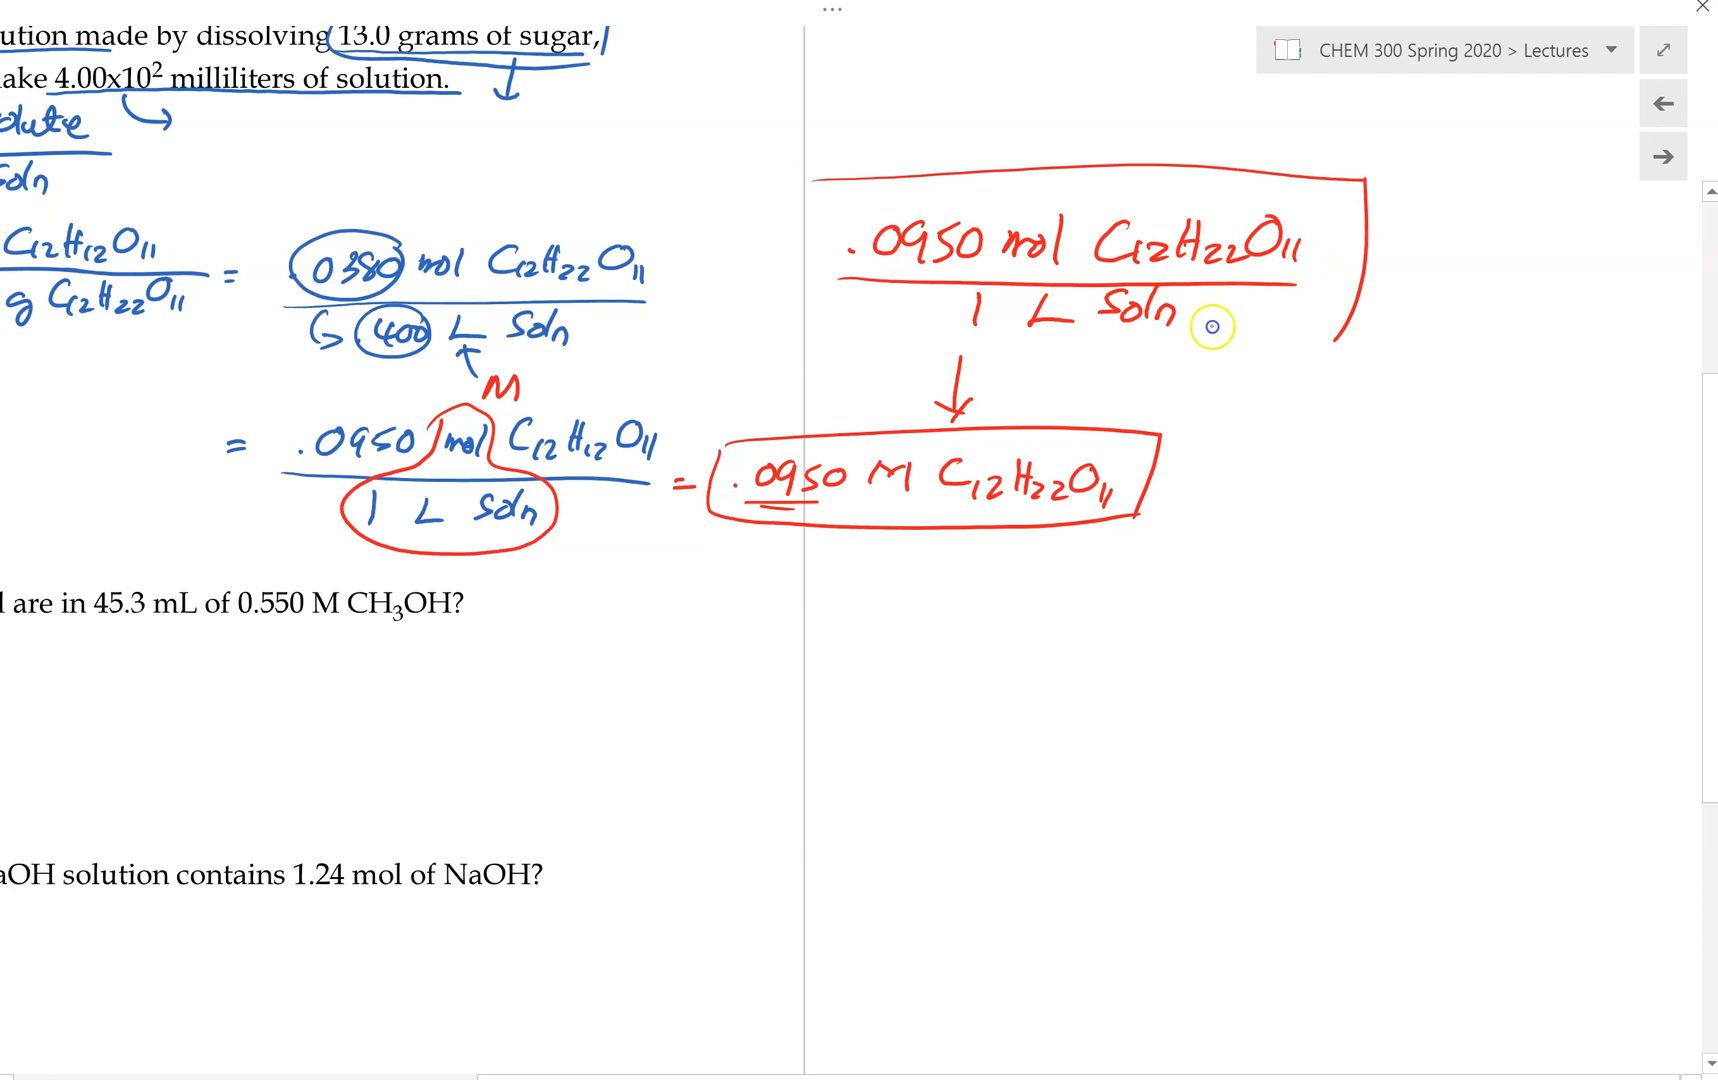 ution made by dissolving 13.0 grams of sugar,
ake 4.00x10² milliliters of solution.
olute
soln
C₁₂H₁₂O₁₁
g C₁₂H₂₂O₁₁
= .0380 mol C₁₂H₂₂O₁₁
.400 L soln
M
= .0950 mol C₁₂H₁₂O₁₁
1 L soln
= .0950 M C₁₂H₂₂O₁₁
l are in 45.3 mL of 0.550 M CH₃OH?
aOH solution contains 1.24 mol of NaOH?
...
CHEM 300 Spring 2020 > Lectures
.0950 mol C₁₂H₂₂O₁₁
1 L soln